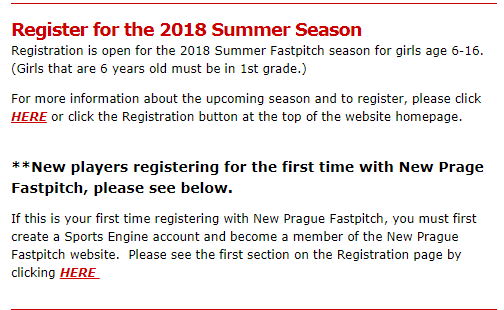 Register for the 2018 Summer Season
Registration is open for the 2018 Summer Fastpitch season for girls age 6-16.
(Girls that are 6 years old must be in 1st grade.)
For more information about the upcoming season and to register, please click
HERE or click the Registration button at the top of the website homepage.
**New players registering for the first time with New Prage
Fastpitch, please see below.
If this is your first time registering with New Prague Fastpitch, you must first
create a Sports Engine account and become a member of the New Prague
Fastpitch website.  Please see the first section on the Registration page by
clicking HERE